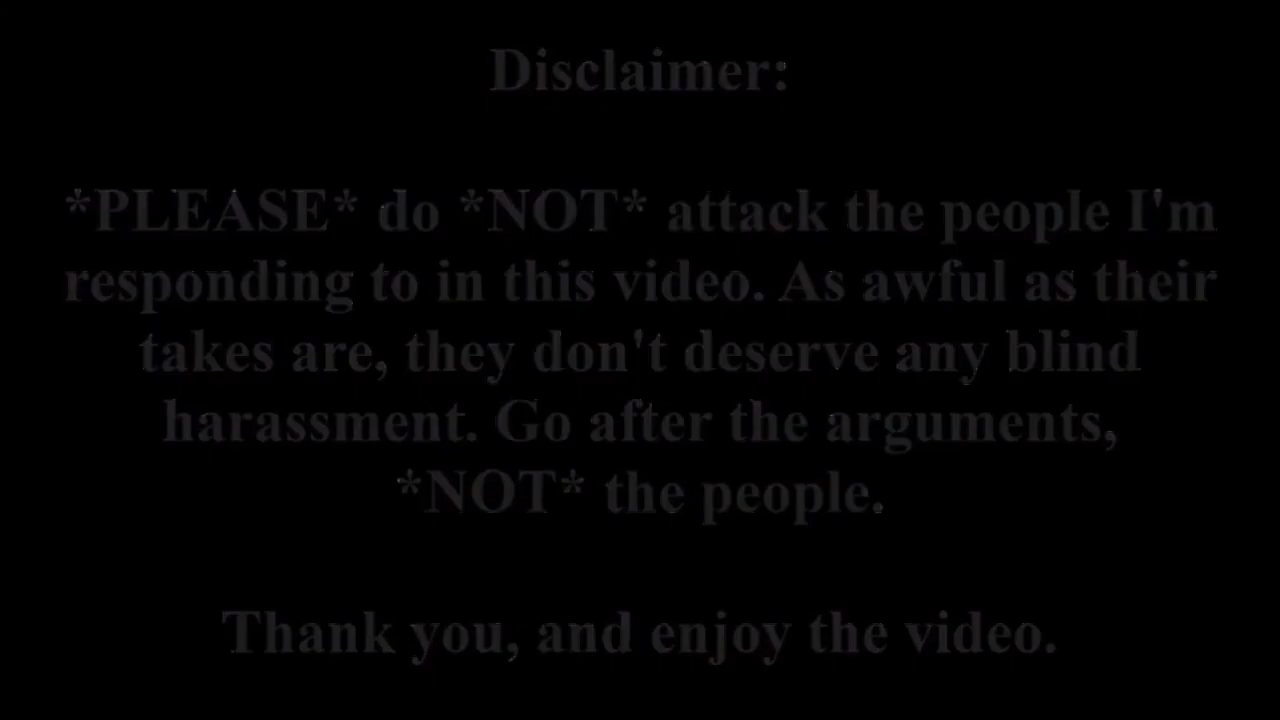 Disclaimer:
*PLEASE* do *NOT* attack the people I'm
responding to in this video. As awful as their
takes are, they don't deserve any blind
harassment. Go after the arguments,
*NOT* the people.
Thank you, and enjoy the video.